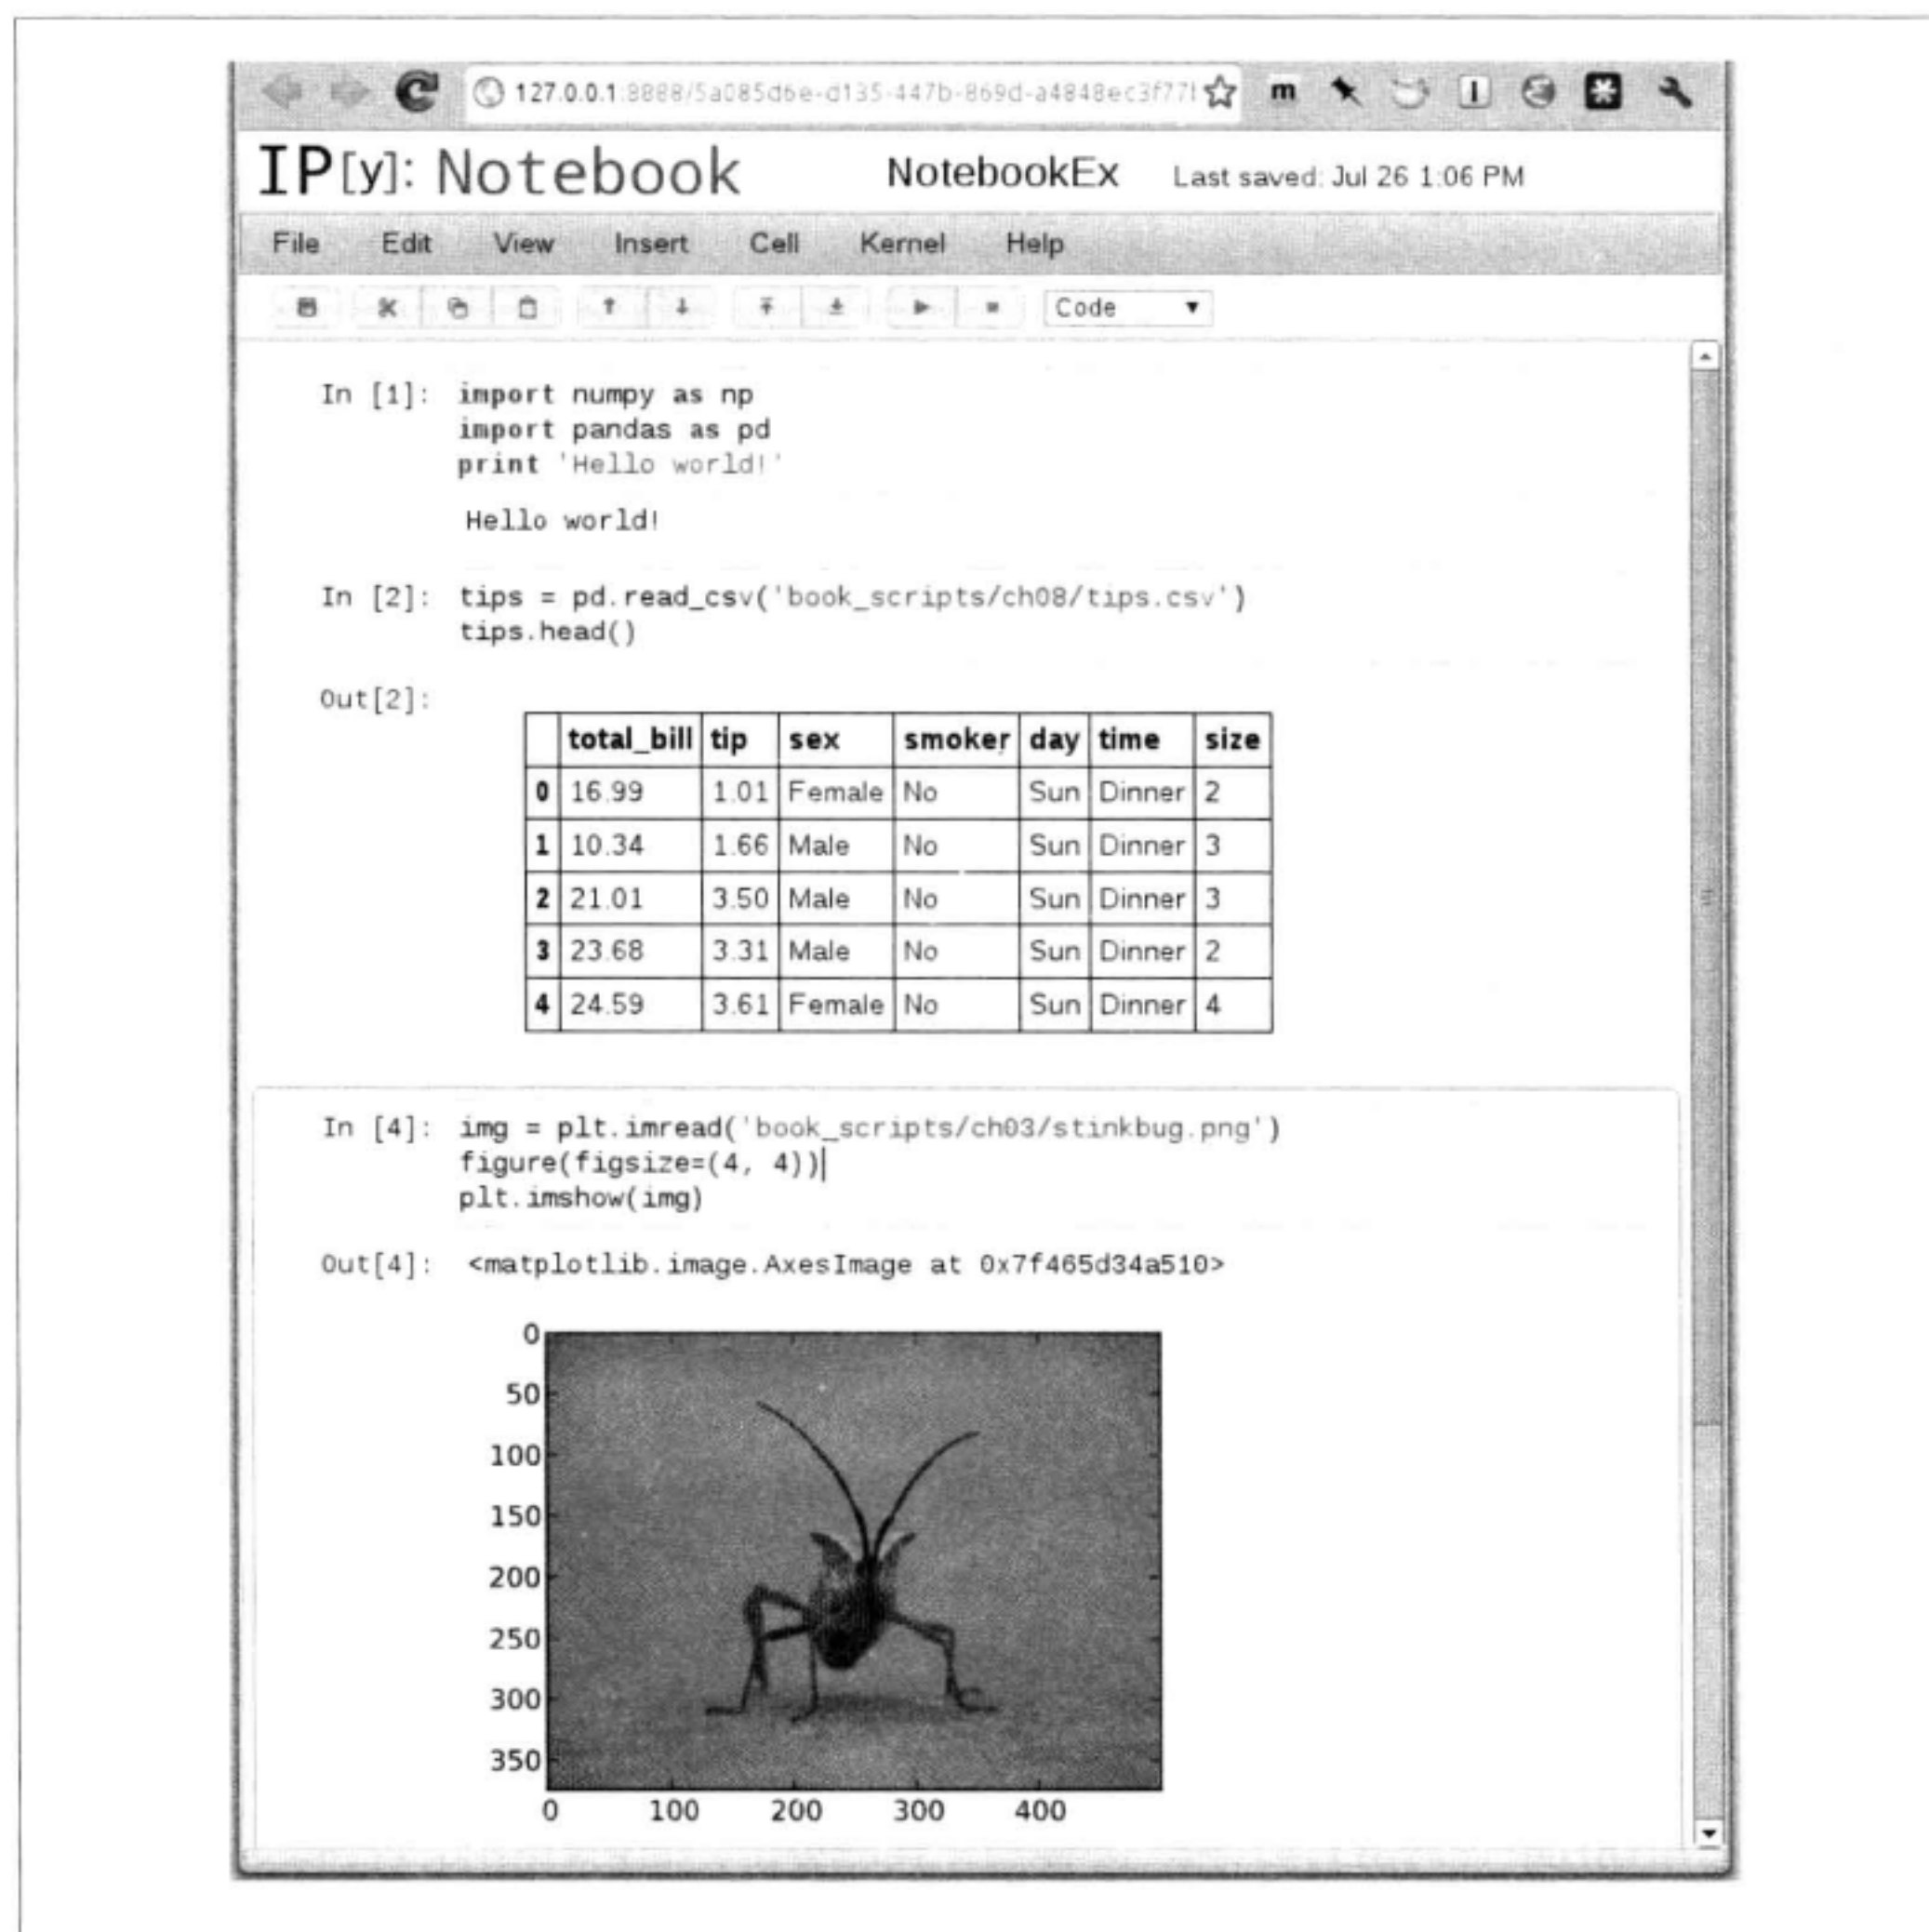 127.0.0.1:8888/5a085d6e-d135-447b-869d-a4848ec3f77
IP[y]: Notebook NotebookEx Last saved: Jul 26 1:06 PM
File Edit View Insert Cell Kernel Help
Code
In [1]: import numpy as np
import pandas as pd
print 'Hello world!'
Hello world!
In [2]: tips = pd.read_csv('book_scripts/ch08/tips.csv')
tips.head()
Out[2]:
total_bill tip sex smoker day time size
0 16.99 1.01 Female No Sun Dinner 2
1 10.34 1.66 Male No Sun Dinner 3
2 21.01 3.50 Male No Sun Dinner 3
3 23.68 3.31 Male No Sun Dinner 2
4 24.59 3.61 Female No Sun Dinner 4
In [4]: img = plt.imread('book_scripts/ch03/stinkbug.png')
figure(figsize=(4, 4))
plt.imshow(img)
Out[4]: <matplotlib.image.AxesImage at 0x7f465d34a510>
0
50
100
150
200
250
300
350
0 100 200 300 400